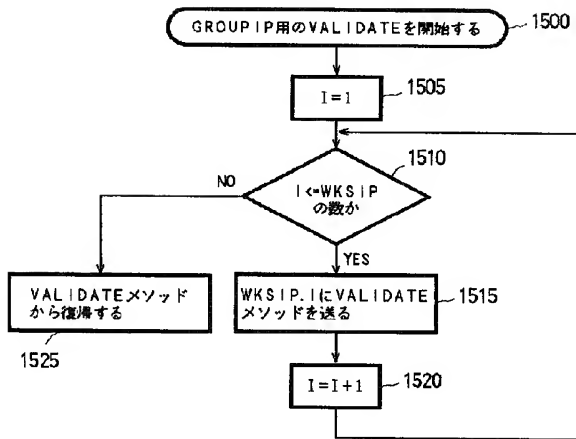 GROUPIP用のVALIDATEを開始する
1500
I=1
1505
I<=WKSIP
の数か
1510
NO
YES
VALIDATEメソッド
から復帰する
1525
WKSIP.IにVALIDATE
メソッドを送る
1515
I=I+1
1520